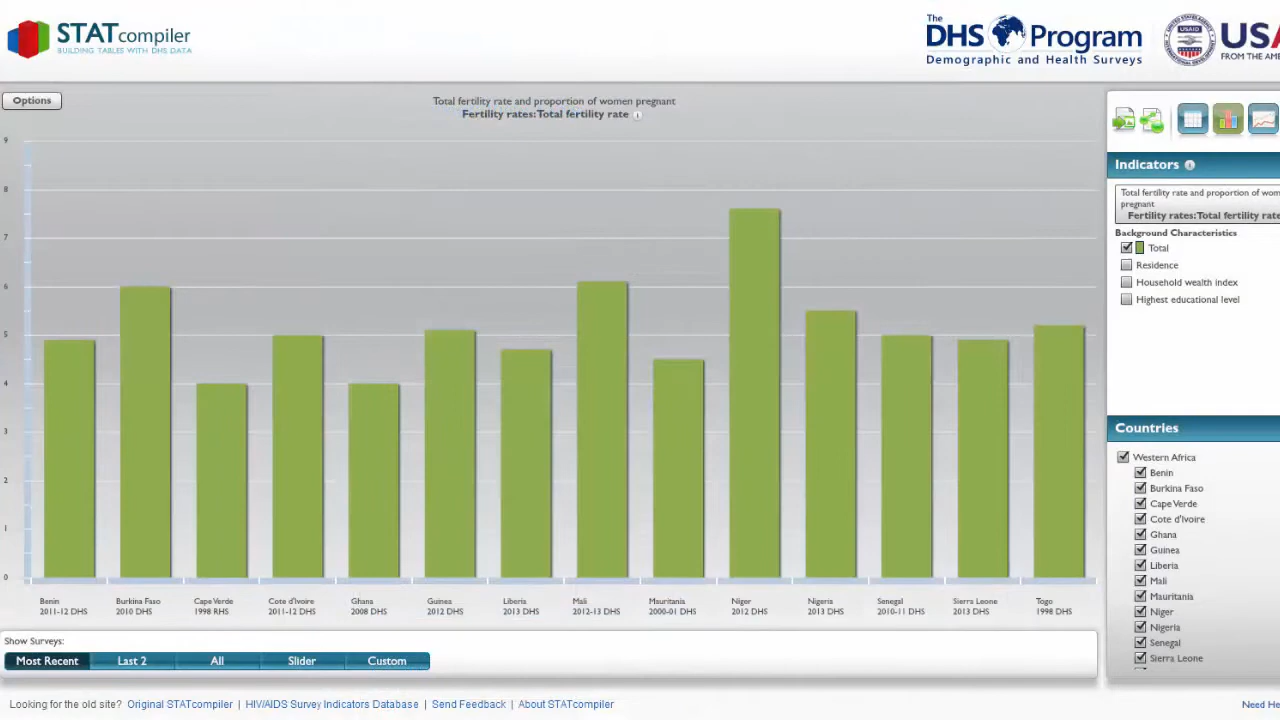 STATcompiler
BUILDING TABLES WITH DHS DATA
The
DHS Program
Demographic and Health Surveys
USAID
USA
FROM THE AME
Options
Total fertility rate and proportion of women pregnant
Fertility rates:Total fertility rate
9
8
7
6
5
4
3
2
1
0
Benin
2011-12 DHS
Burkina Faso
2010 DHS
Cape Verde
1998 RHS
Cote d'Ivoire
2011-12 DHS
Ghana
2008 DHS
Guinea
2012 DHS
Liberia
2013 DHS
Mali
2012-13 DHS
Mauritania
2000-01 DHS
Niger
2012 DHS
Nigeria
2013 DHS
Senegal
2010-11 DHS
Sierra Leone
2013 DHS
Togo
1998 DHS
Indicators
Total fertility rate and proportion of wom
pregnant
Fertility rates:Total fertility rate
Background Characteristics
Total
Residence
Household wealth index
Highest educational level
Countries
Western Africa
Benin
Burkina Faso
Cape Verde
Cote d'Ivoire
Ghana
Guinea
Liberia
Mali
Mauritania
Niger
Nigeria
Senegal
Sierra Leone
Show Surveys:
Most Recent Last 2 All Slider Custom
Looking for the old site? Original STATcompiler | HIV/AIDS Survey Indicators Database | Send Feedback | About STATcompiler
Need He